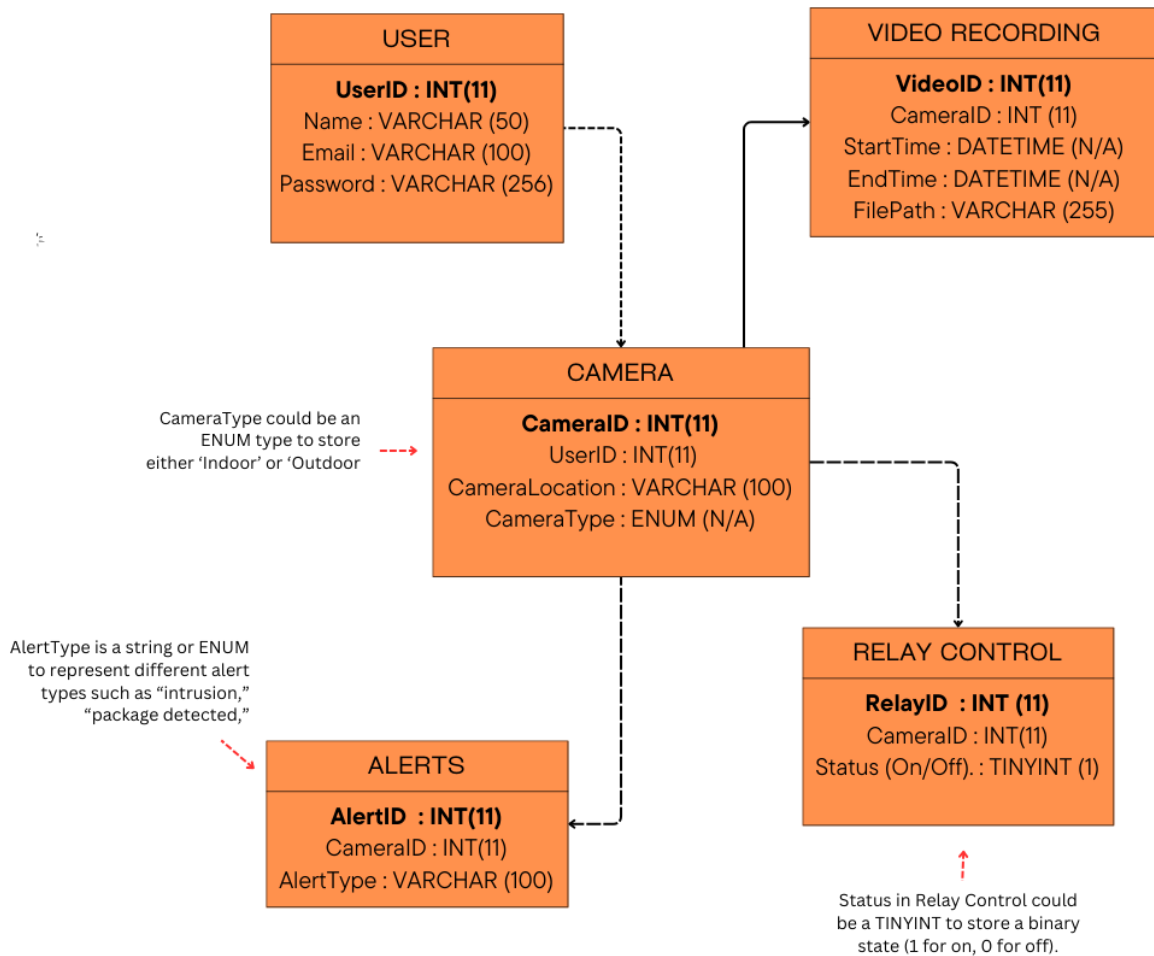 USER
UserID : INT(11)
Name : VARCHAR (50)
Email : VARCHAR (100)
Password : VARCHAR (256)
VIDEO RECORDING
VideoID : INT(11)
CameraID : INT (11)
StartTime : DATETIME (N/A)
EndTime : DATETIME (N/A)
FilePath : VARCHAR (255)
CAMERA
CameraID : INT(11)
UserID : INT(11)
CameraLocation : VARCHAR (100)
CameraType : ENUM (N/A)
CameraType could be an
ENUM type to store
either ‘Indoor’ or ‘Outdoor
AlertType is a string or ENUM
to represent different alert
types such as “intrusion,”
“package detected,”
ALERTS
AlertID : INT(11)
CameraID : INT(11)
AlertType : VARCHAR (100)
RELAY CONTROL
RelayID : INT (11)
CameraID : INT(11)
Status (On/Off). : TINYINT (1)
Status in Relay Control could
be a TINYINT to store a binary
state (1 for on, 0 for off).